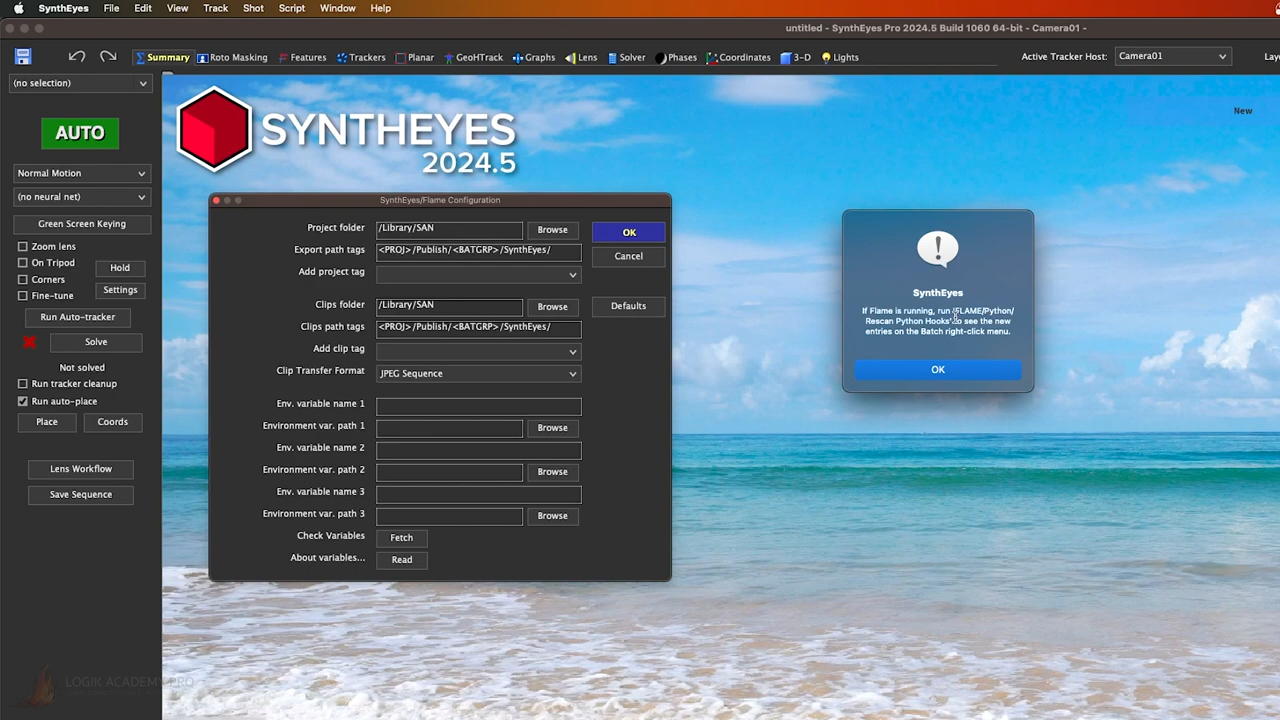 SynthEyes File Edit View Track Shot Script Window Help
untitled - SynthEyes Pro 2024.5 Build 1060 64-bit - Camera01 -
Summary Roto Masking Features Trackers Planar GeoHTrack Graphs Lens Solver Phases Coordinates 3-D Lights Active Tracker Host: Camera01
(no selection)
New
SYNTHEYES
2024.5
AUTO
Normal Motion
(no neural net)
Green Screen Keying
Zoom lens
On Tripod
Corners
Fine-tune
Hold
Settings
Run Auto-tracker
Solve
Not solved
Run tracker cleanup
Run auto-place
Place Coords
Lens Workflow
Save Sequence
SynthEyes/Flame Configuration
Project folder /Library/SAN Browse OK
Export path tags <PROJ>/Publish/<BATGRP>/SynthEyes/ Cancel
Add project tag
Clips folder /Library/SAN Browse Defaults
Clips path tags <PROJ>/Publish/<BATGRP>/SynthEyes/
Add clip tag
Clip Transfer Format JPEG Sequence
Env. variable name 1
Environment var. path 1 Browse
Env. variable name 2
Environment var. path 2 Browse
Env. variable name 3
Environment var. path 3 Browse
Check Variables Fetch
About variables... Read
SynthEyes
If Flame is running, run 'FLAME/Python/
Rescan Python Hooks' to see the new
entries on the Batch right-click menu.
OK
LOGIK ACADEMY PRO